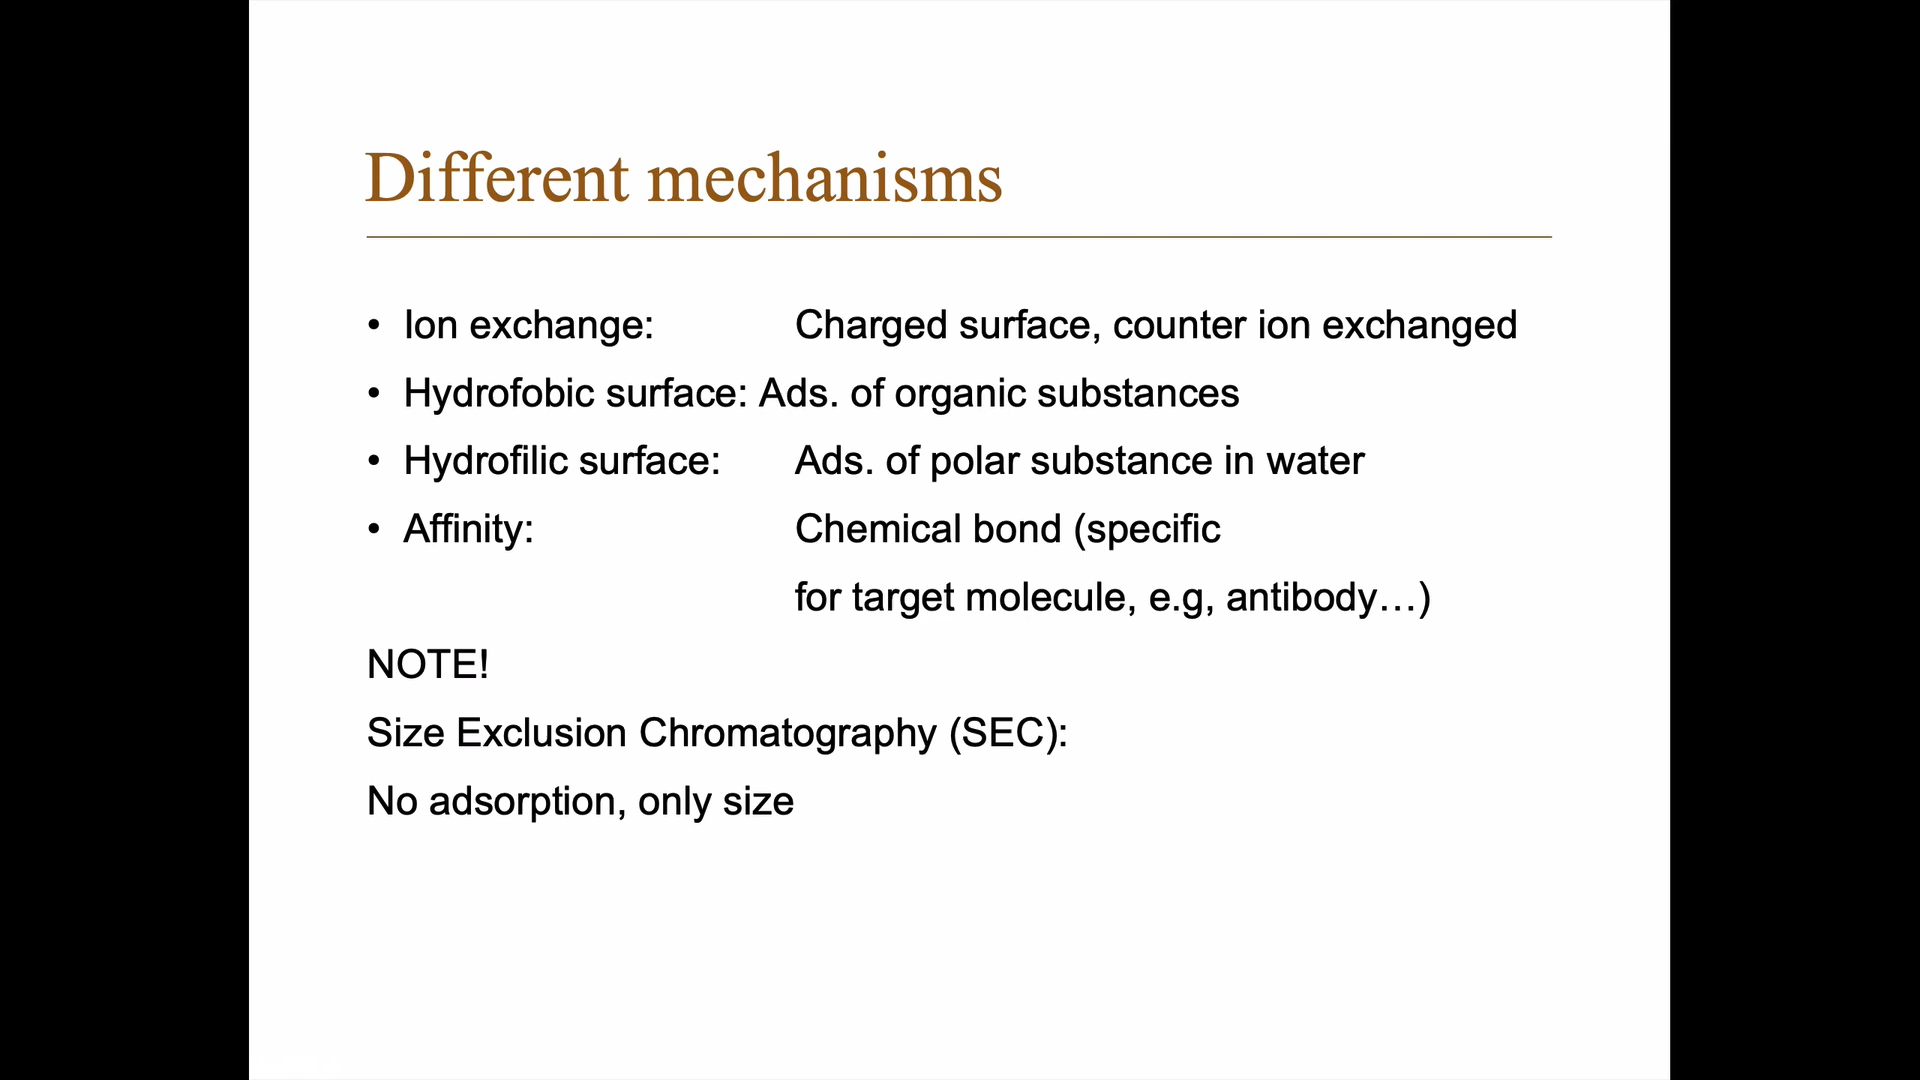 Different mechanisms
• Ion exchange: Charged surface, counter ion exchanged
• Hydrofobic surface: Ads. of organic substances
• Hydrofilic surface: Ads. of polar substance in water
• Affinity: Chemical bond (specific
for target molecule, e.g, antibody…)
NOTE!
Size Exclusion Chromatography (SEC):
No adsorption, only size